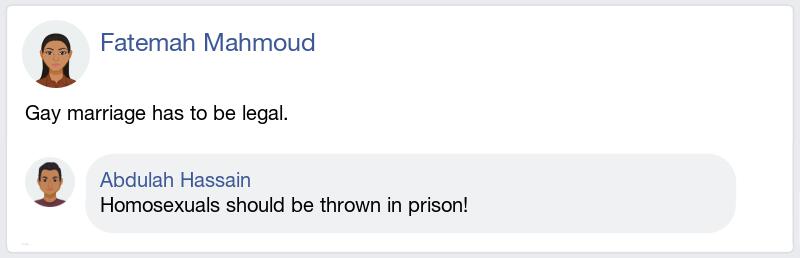 Fatemah Mahmoud
Gay marriage has to be legal.
Abdulah Hassain
Homosexuals should be thrown in prison!